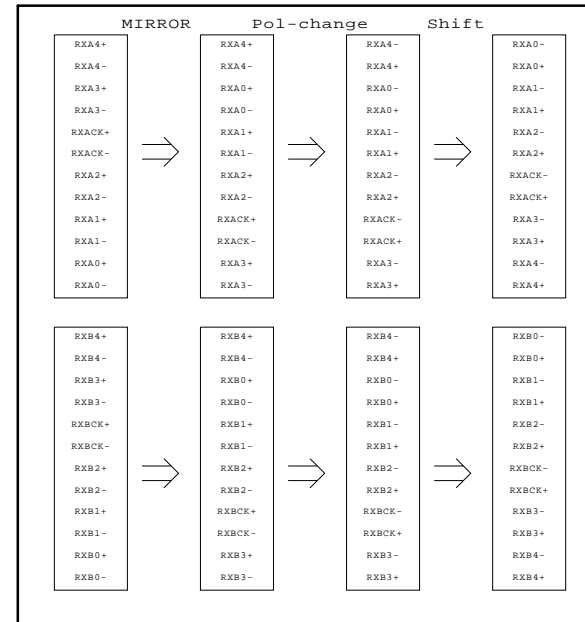 MIRROR Pol-change Shift
RXA4+ RXA4+ RXA4- RXA0-
RXA4- RXA4- RXA4+ RXA0+
RXA3+ RXA0+ RXA0- RXA1-
RXA3- RXA0- RXA0+ RXA1+
RXACK+ RXA1+ RXA1- RXA2-
RXACK- RXA1- RXA1+ RXA2+
RXA2+ RXA2+ RXA2- RXACK-
RXA2- RXA2- RXA2+ RXACK+
RXA1+ RXACK+ RXACK- RXA3-
RXA1- RXACK- RXACK+ RXA3+
RXA0+ RXA3+ RXA3- RXA4-
RXA0- RXA3- RXA3+ RXA4+
RXB4+ RXB4+ RXB4- RXB0-
RXB4- RXB4- RXB4+ RXB0+
RXB3+ RXB0+ RXB0- RXB1-
RXB3- RXB0- RXB0+ RXB1+
RXBCK+ RXB1+ RXB1- RXB2-
RXBCK- RXB1- RXB1+ RXB2+
RXB2+ RXB2+ RXB2- RXBCK-
RXB2- RXB2- RXB2+ RXBCK+
RXB1+ RXBCK+ RXBCK- RXB3-
RXB1- RXBCK- RXBCK+ RXB3+
RXB0+ RXB3+ RXB3- RXB4-
RXB0- RXB3- RXB3+ RXB4+